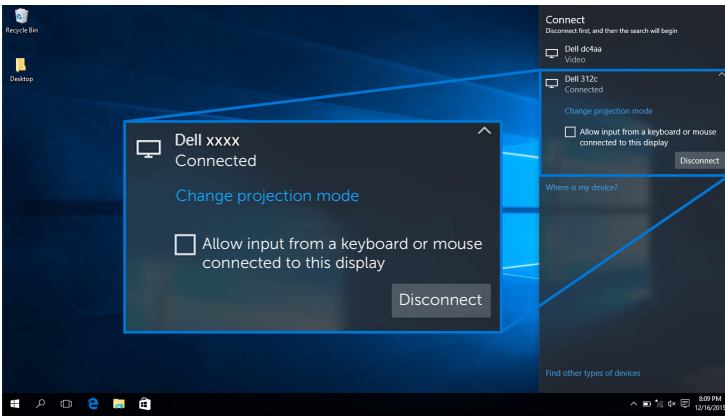 Recycle Bin
Desktop
Connect
Disconnect first, and then the search will begin
Dell dc4aa
Video
Dell 312c
Connected
Change projection mode
Allow input from a keyboard or mouse
connected to this display
Disconnect
Where is my device?
Find other types of devices
Dell xxxx
Connected
Change projection mode
Allow input from a keyboard or mouse
connected to this display
Disconnect
8:09 PM
12/16/2015